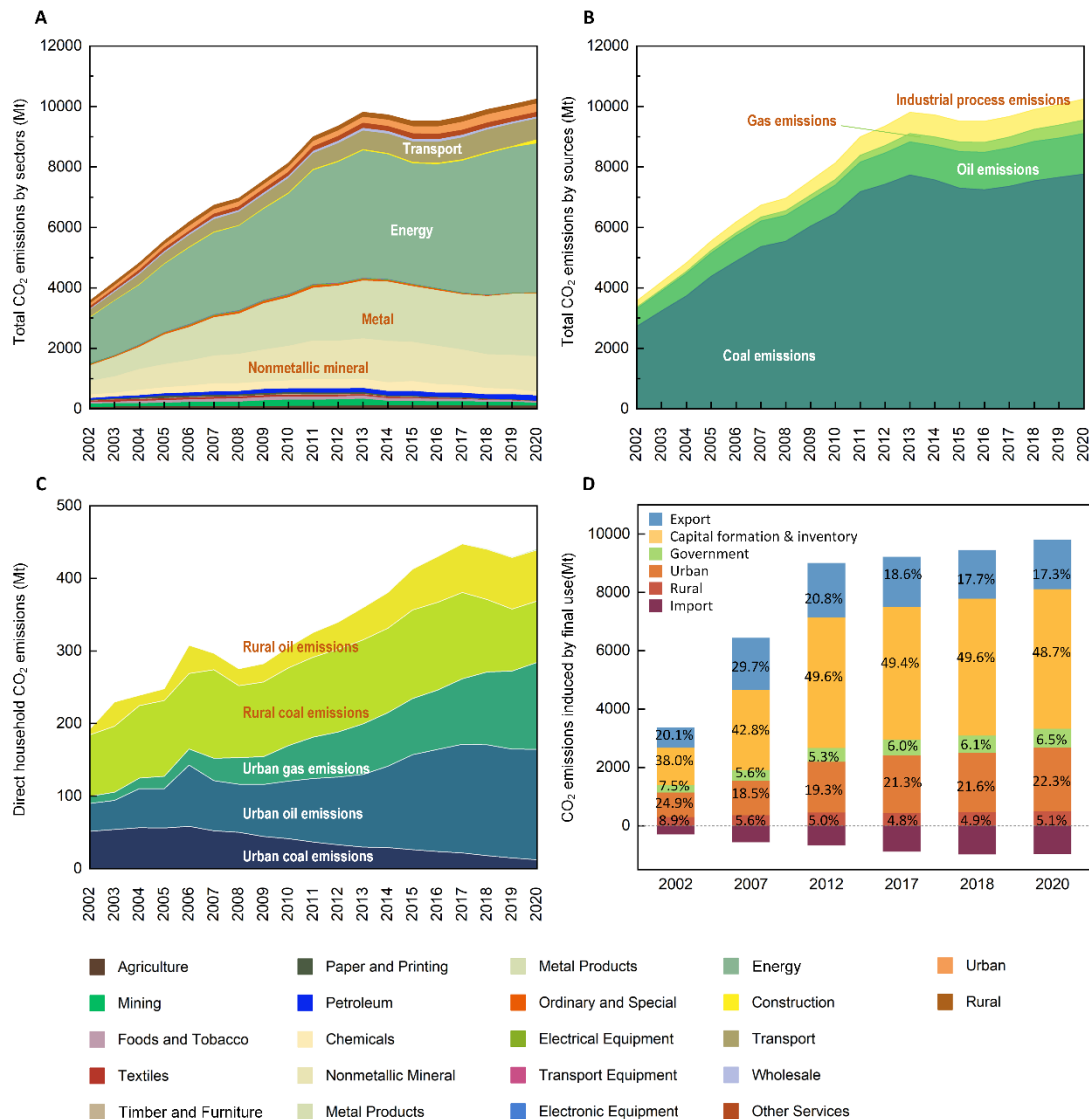 A
Total CO2 emissions by sectors (Mt)
12000
10000
8000
6000
4000
2000
0
Transport
Energy
Metal
Nonmetallic mineral
2002 2003 2004 2005 2006 2007 2008 2009 2010 2011 2012 2013 2014 2015 2016 2017 2018 2019 2020
B
Total CO2 emissions by sources (Mt)
12000
10000
8000
6000
4000
2000
0
Industrial process emissions
Gas emissions
Oil emissions
Coal emissions
2002 2003 2004 2005 2006 2007 2008 2009 2010 2011 2012 2013 2014 2015 2016 2017 2018 2019 2020
C
Direct household CO2 emissions (Mt)
500
400
300
200
100
0
Rural oil emissions
Rural coal emissions
Urban gas emissions
Urban oil emissions
Urban coal emissions
2002 2003 2004 2005 2006 2007 2008 2009 2010 2011 2012 2013 2014 2015 2016 2017 2018 2019 2020
D
CO2 emissions induced by final use(Mt)
10000
8000
6000
4000
2000
0
Export
Capital formation & inventory
Government
Urban
Rural
Import
20.1%
38.0%
7.5%
24.9%
8.9%
29.7%
42.8%
5.6%
18.5%
5.6%
20.8%
49.6%
5.3%
19.3%
5.0%
18.6%
49.4%
6.0%
21.3%
4.8%
17.7%
49.6%
6.1%
21.6%
4.9%
17.3%
48.7%
6.5%
22.3%
5.1%
2002 2007 2012 2017 2018 2020
Agriculture
Mining
Foods and Tobacco
Textiles
Timber and Furniture
Paper and Printing
Petroleum
Chemicals
Nonmetallic Mineral
Metal Products
Metal Products
Ordinary and Special
Electrical Equipment
Transport Equipment
Electronic Equipment
Energy
Construction
Transport
Wholesale
Other Services
Urban
Rural